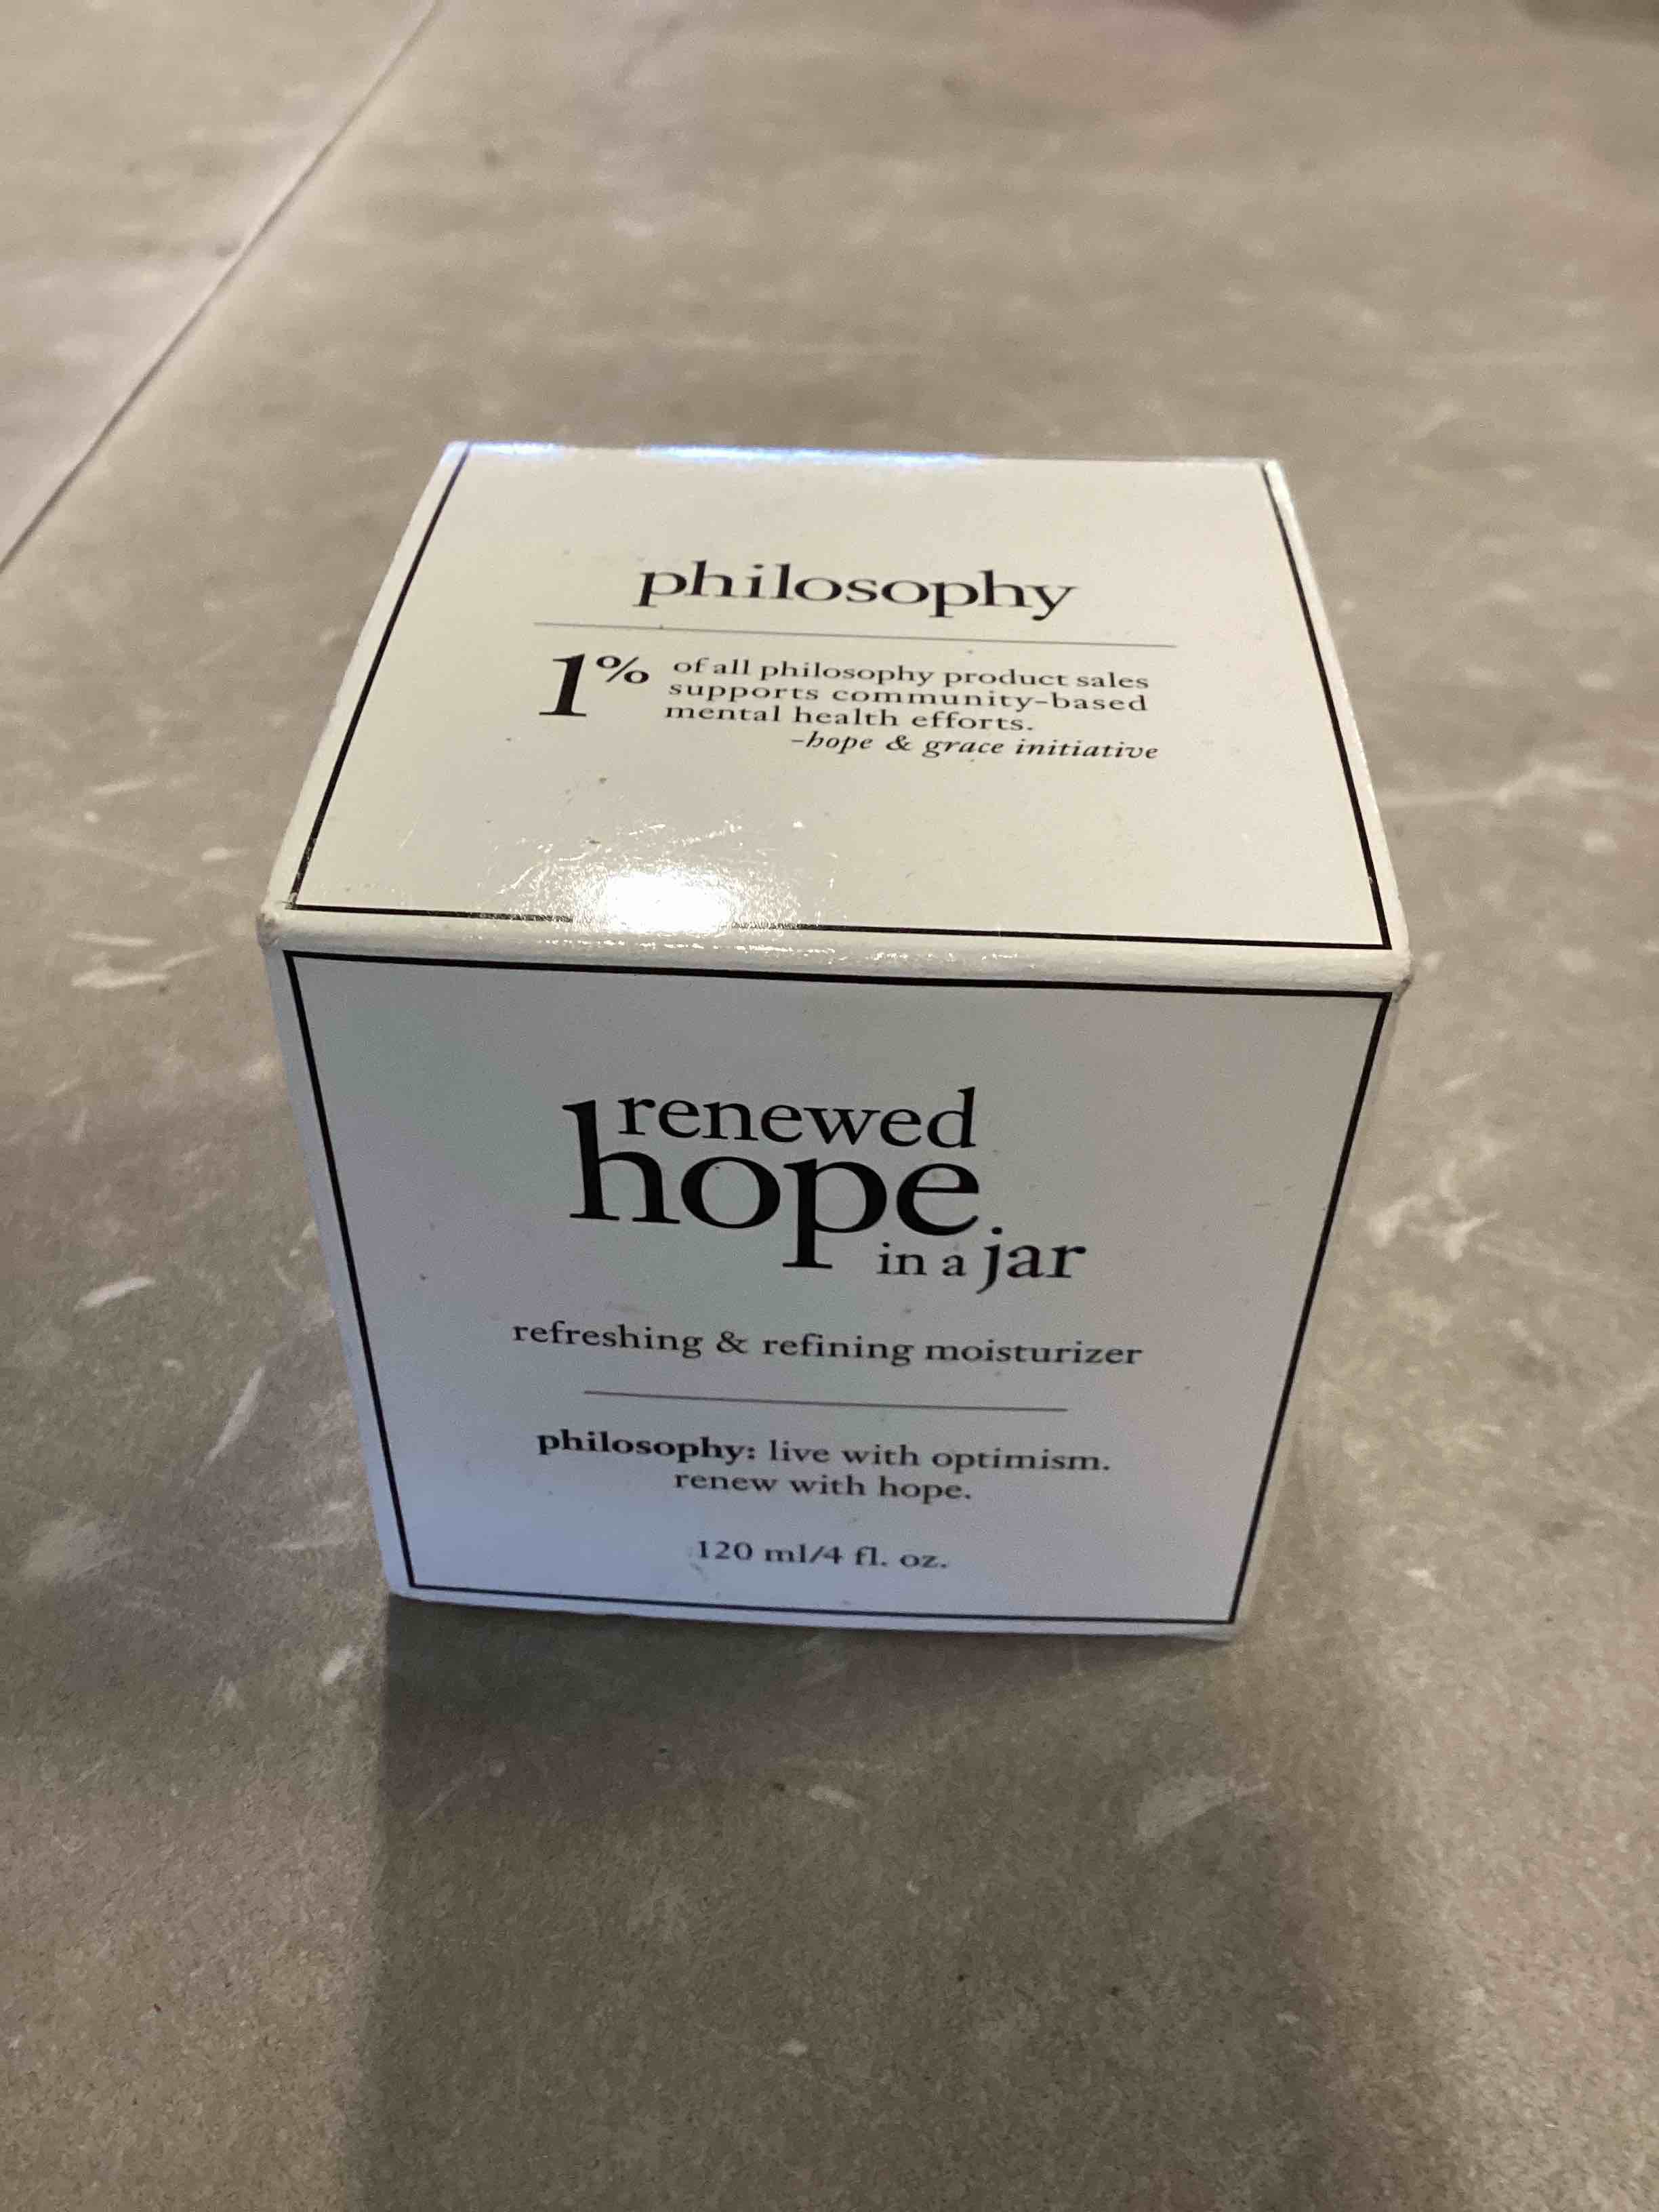 philosophy
1% of all philosophy product sales
supports community-based
mental health efforts.
-hope & grace initiative
renewed
hope
in a jar
refreshing & refining moisturizer
philosophy: live with optimism.
renew with hope.
120 ml/4 fl. oz.